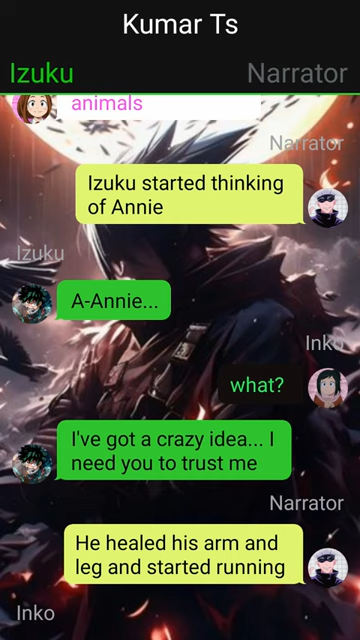 Kumar Ts
Izuku
Narrator
animals
Narrator
Izuku started thinking
of Annie
Izuku
A-Annie...
Inko
what?
I've got a crazy idea... I
need you to trust me
Narrator
He healed his arm and
leg and started running
Inko